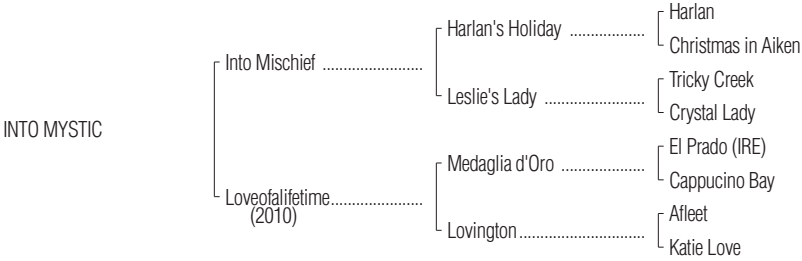 Harlan
Harlan's Holiday ..................
Christmas in Aiken
Into Mischief ........................
Tricky Creek
Leslie's Lady ........................
Crystal Lady
INTO MYSTIC
El Prado (IRE)
Medaglia d'Oro ....................
Cappucino Bay
Loveofalifetime......................
(2010)
Afleet
Lovington..............................
Katie Love